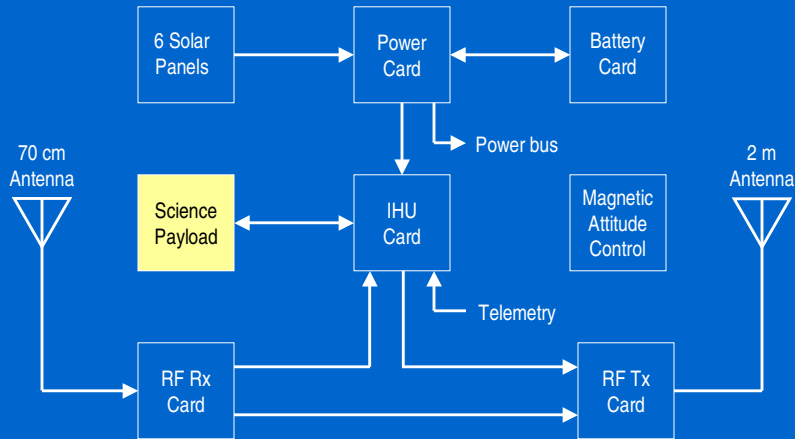 6 Solar
Panels
Power
Card
Battery
Card
Power bus
70 cm
Antenna
2 m
Antenna
Science
Payload
IHU
Card
Magnetic
Attitude
Control
Telemetry
RF Rx
Card
RF Tx
Card